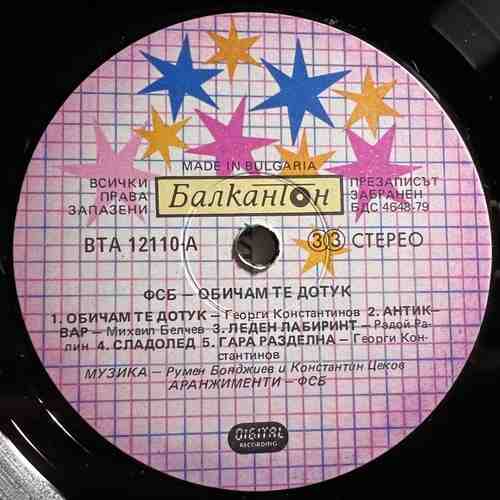 MADE IN BULGARIA
ВСИЧКИ ПРАВА ЗАПАЗЕНИ
Балкантон
ПРЕЗАПИСЪТ ЗАБРАНЕН БДС 4643-79
ВТА 12110-А
33 СТЕРЕО
ФСБ – ОБИЧАМ ТЕ ДОТУК
1. ОБИЧАМ ТЕ ДОТУК – Георги Константинов 2. АНТИК-
ВАР – Михаил Белчев 3. ЛЕДЕН ЛАБИРИНТ – Радой Ра-
лин 4. СЛАДОЛЕД 5. ГАРА РАЗДЕЛНА – Георги Кон-
стантинов
МУЗИКА – Румен Бояджиев и Константин Цеков
АРАНЖИМЕНТИ – ФСБ
DIGITAL
RECORDING